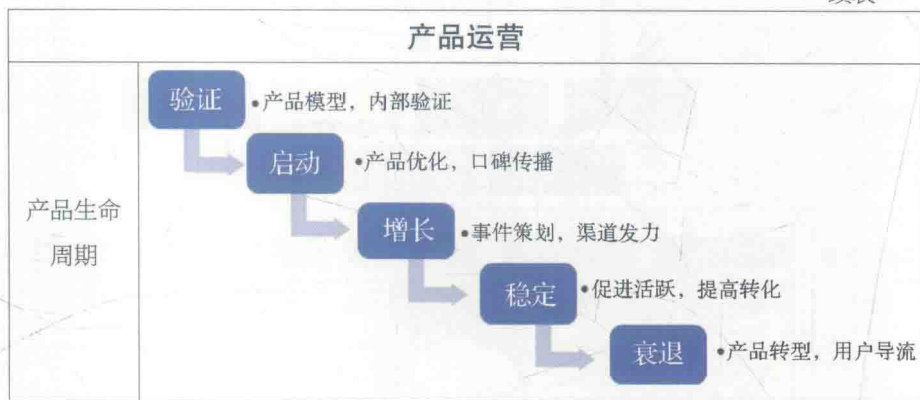 产品运营
产品生命
周期
验证
•产品模型，内部验证
启动
•产品优化，口碑传播
增长
•事件策划，渠道发力
稳定
•促进活跃，提高转化
衰退
•产品转型，用户导流